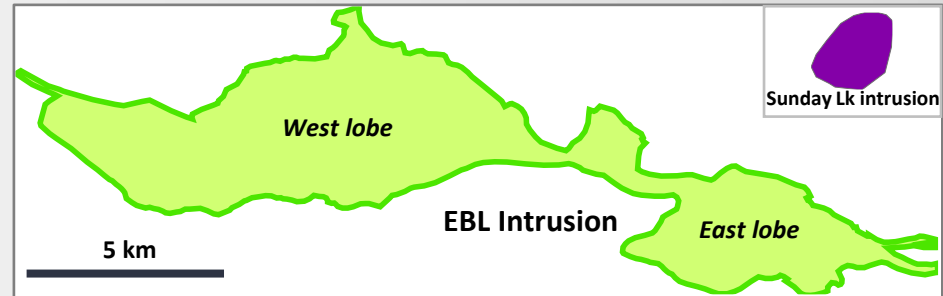 Sunday Lk intrusion
West lobe
EBL Intrusion
East lobe
5 km